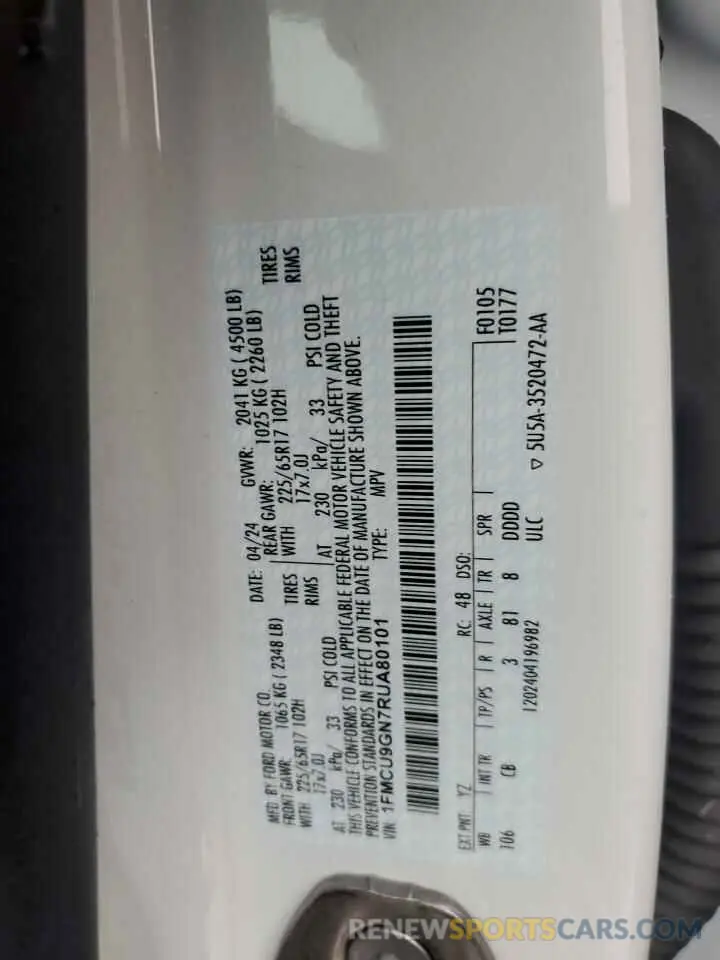 MFD BY FORD MOTOR CO.
DATE: 04/24 GVWR: 2041 KG ( 4500 LB)
FRONT GAWR: 1065 KG ( 2348 LB) REAR GAWR: 1025 KG ( 2260 LB)
WITH 225/65R17 102H TIRES WITH 225/65R17 102H TIRES
17x7.0J RIMS 17x7.0J RIMS
AT 230 kPa/ 33 PSI COLD AT 230 kPa/ 33 PSI COLD
THIS VEHICLE CONFORMS TO ALL APPLICABLE FEDERAL MOTOR VEHICLE SAFETY AND THEFT
PREVENTION STANDARDS IN EFFECT ON THE DATE OF MANUFACTURE SHOWN ABOVE.
VIN: 1FMCU9GN7RUA80101 TYPE: MPV
EXT PNT: YZ RC: 48 DSO: F0105
WB INT TR TP/PS R AXLE TR SPR T0177
106 CB 3 81 8 DDDD
1202404196982 ULC ▽ 5U5A-3520472-AA
RENEWSPORTSCARS.COM